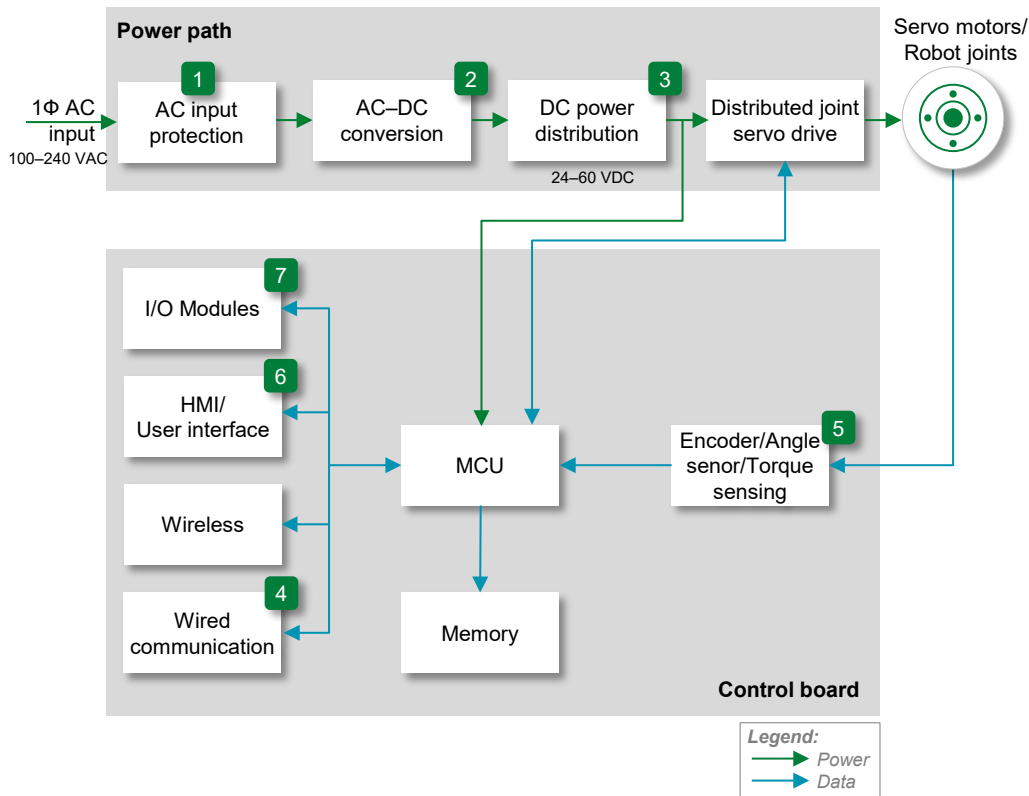 Power path
Servo motors/
Robot joints
1Φ AC
input
100–240 VAC
1
AC input
protection
2
AC–DC
conversion
3
DC power
distribution
24–60 VDC
Distributed joint
servo drive
7
I/O Modules
6
HMI/
User interface
Wireless
4
Wired
communication
MCU
Memory
5
Encoder/Angle
senor/Torque
sensing
Control board
Legend:
Power
Data